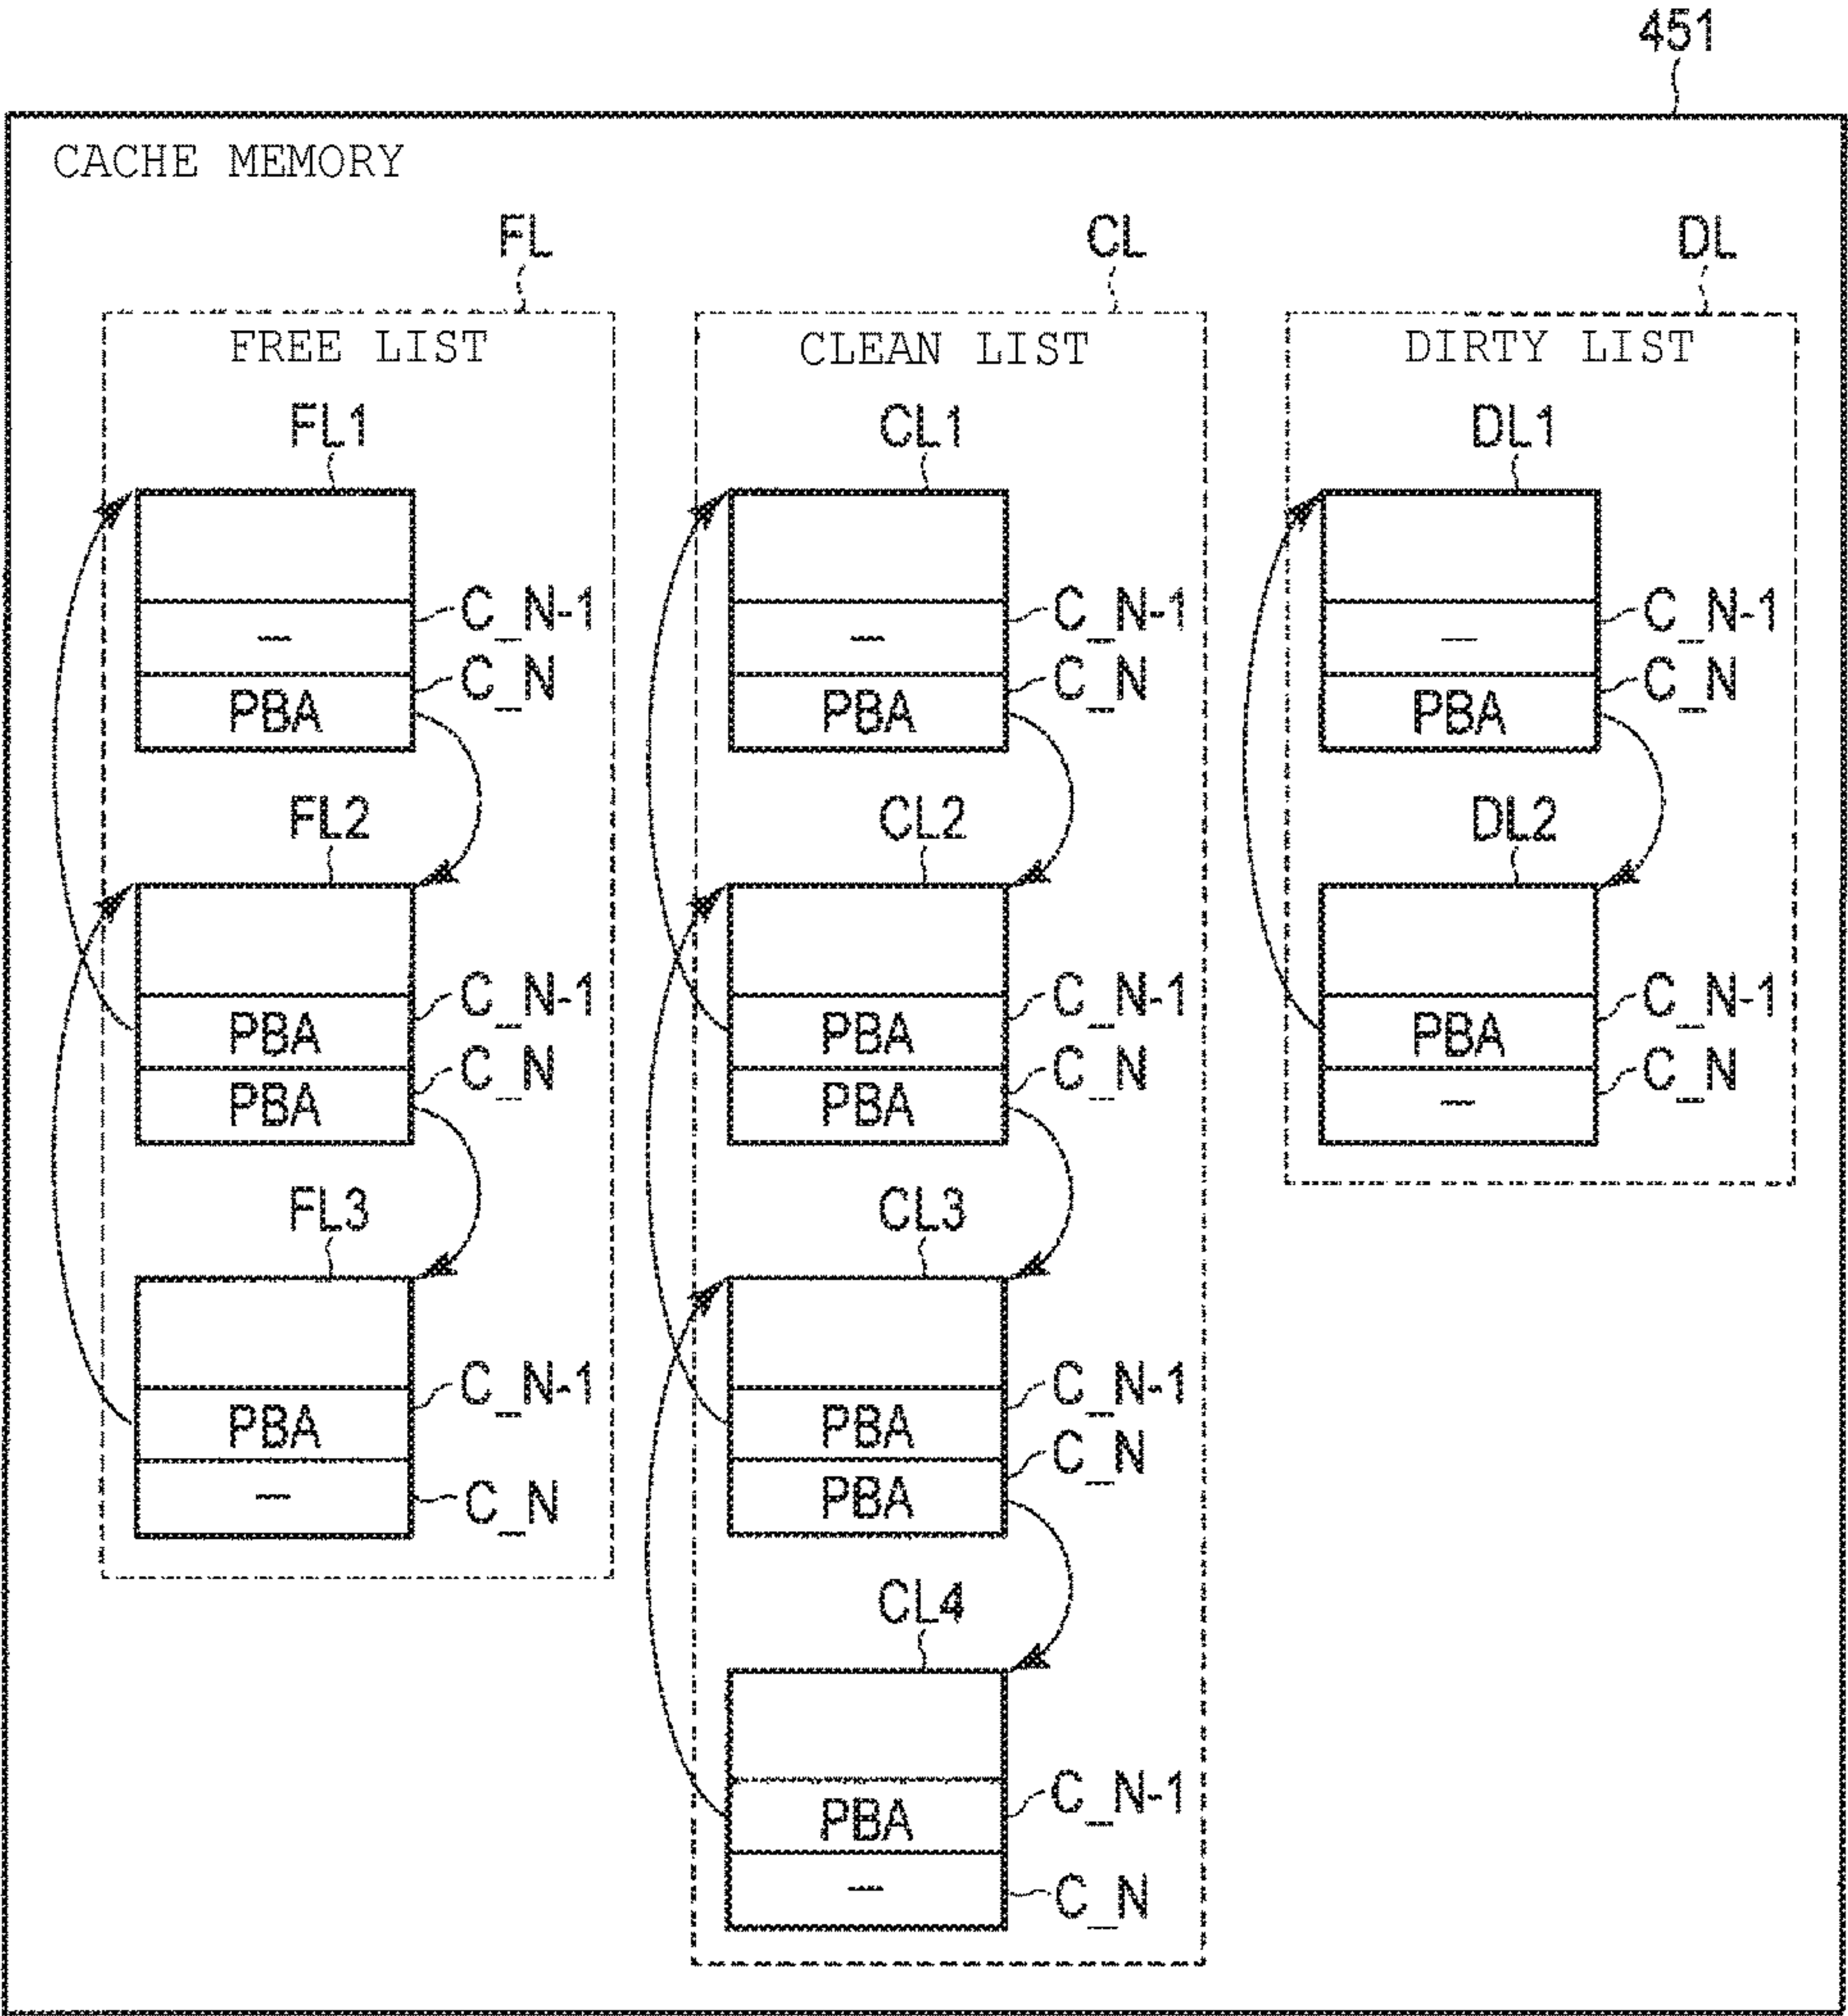 451
CACHE MEMORY
FL
FREE LIST
FL1
—
C_N-1
PBA
C_N
FL2
PBA
C_N-1
PBA
C_N
FL3
PBA
C_N-1
—
C_N
CL
CLEAN LIST
CL1
—
C_N-1
PBA
C_N
CL2
PBA
C_N-1
PBA
C_N
CL3
PBA
C_N-1
PBA
C_N
CL4
PBA
C_N-1
—
C_N
DL
DIRTY LIST
DL1
—
C_N-1
PBA
C_N
DL2
PBA
C_N-1
—
C_N